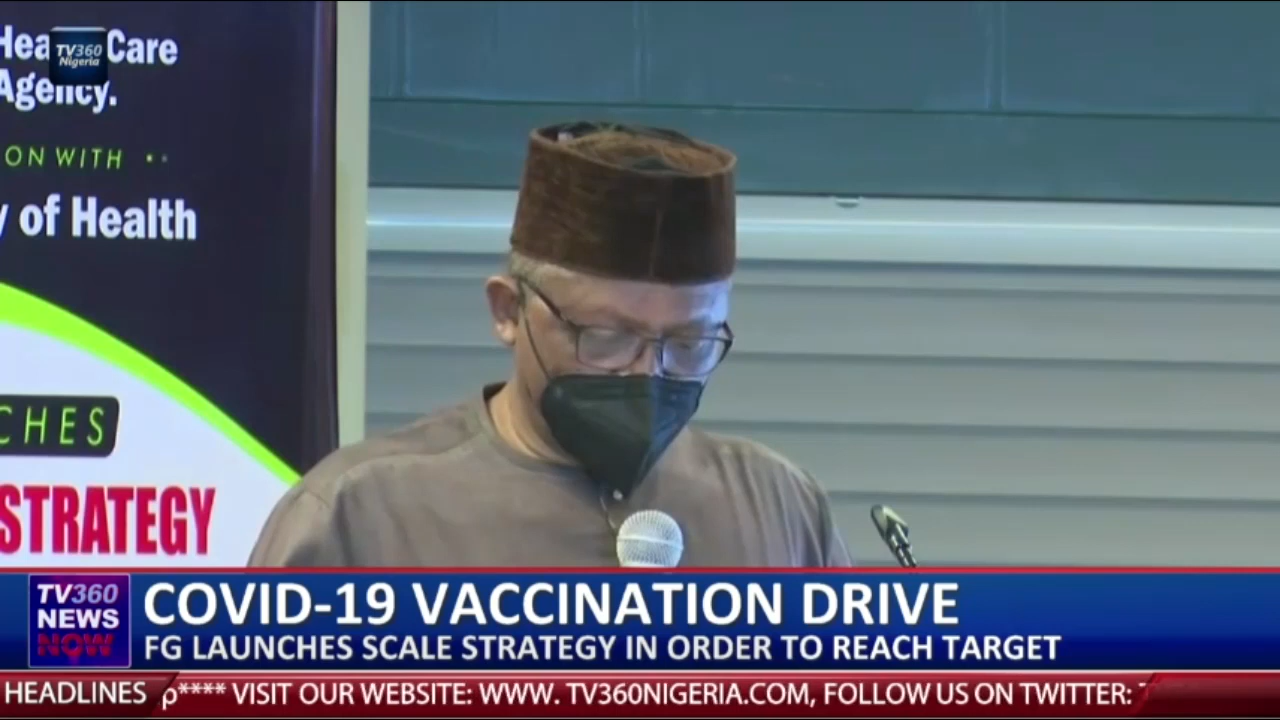 Hea Care
Agency.
ON WITH
y of Health
CHES
STRATEGY
TV360
Nigeria
TV360
NEWS
NOW
COVID-19 VACCINATION DRIVE
FG LAUNCHES SCALE STRATEGY IN ORDER TO REACH TARGET
HEADLINES p**** VISIT OUR WEBSITE: WWW. TV360NIGERIA.COM, FOLLOW US ON TWITTER: